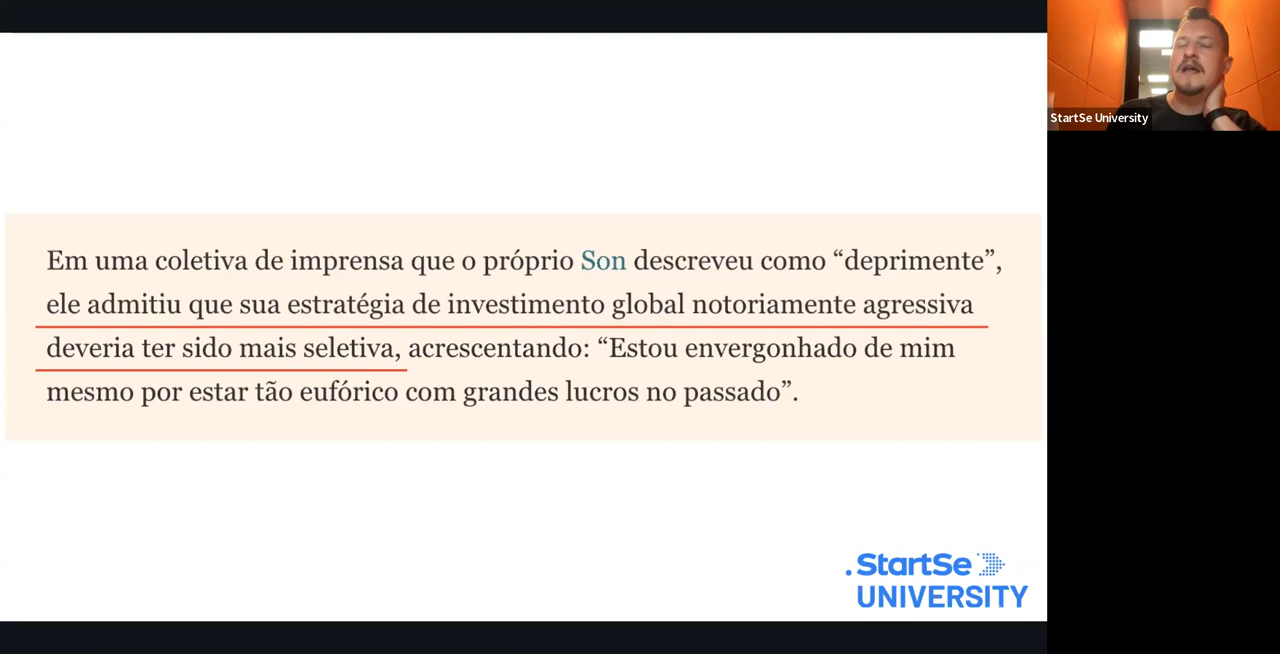 Em uma coletiva de imprensa que o próprio Son descreveu como “deprimente”,
ele admitiu que sua estratégia de investimento global notoriamente agressiva
deveria ter sido mais seletiva, acrescentando: “Estou envergonhado de mim
mesmo por estar tão eufórico com grandes lucros no passado”.
StartSe University
.StartSe
UNIVERSITY